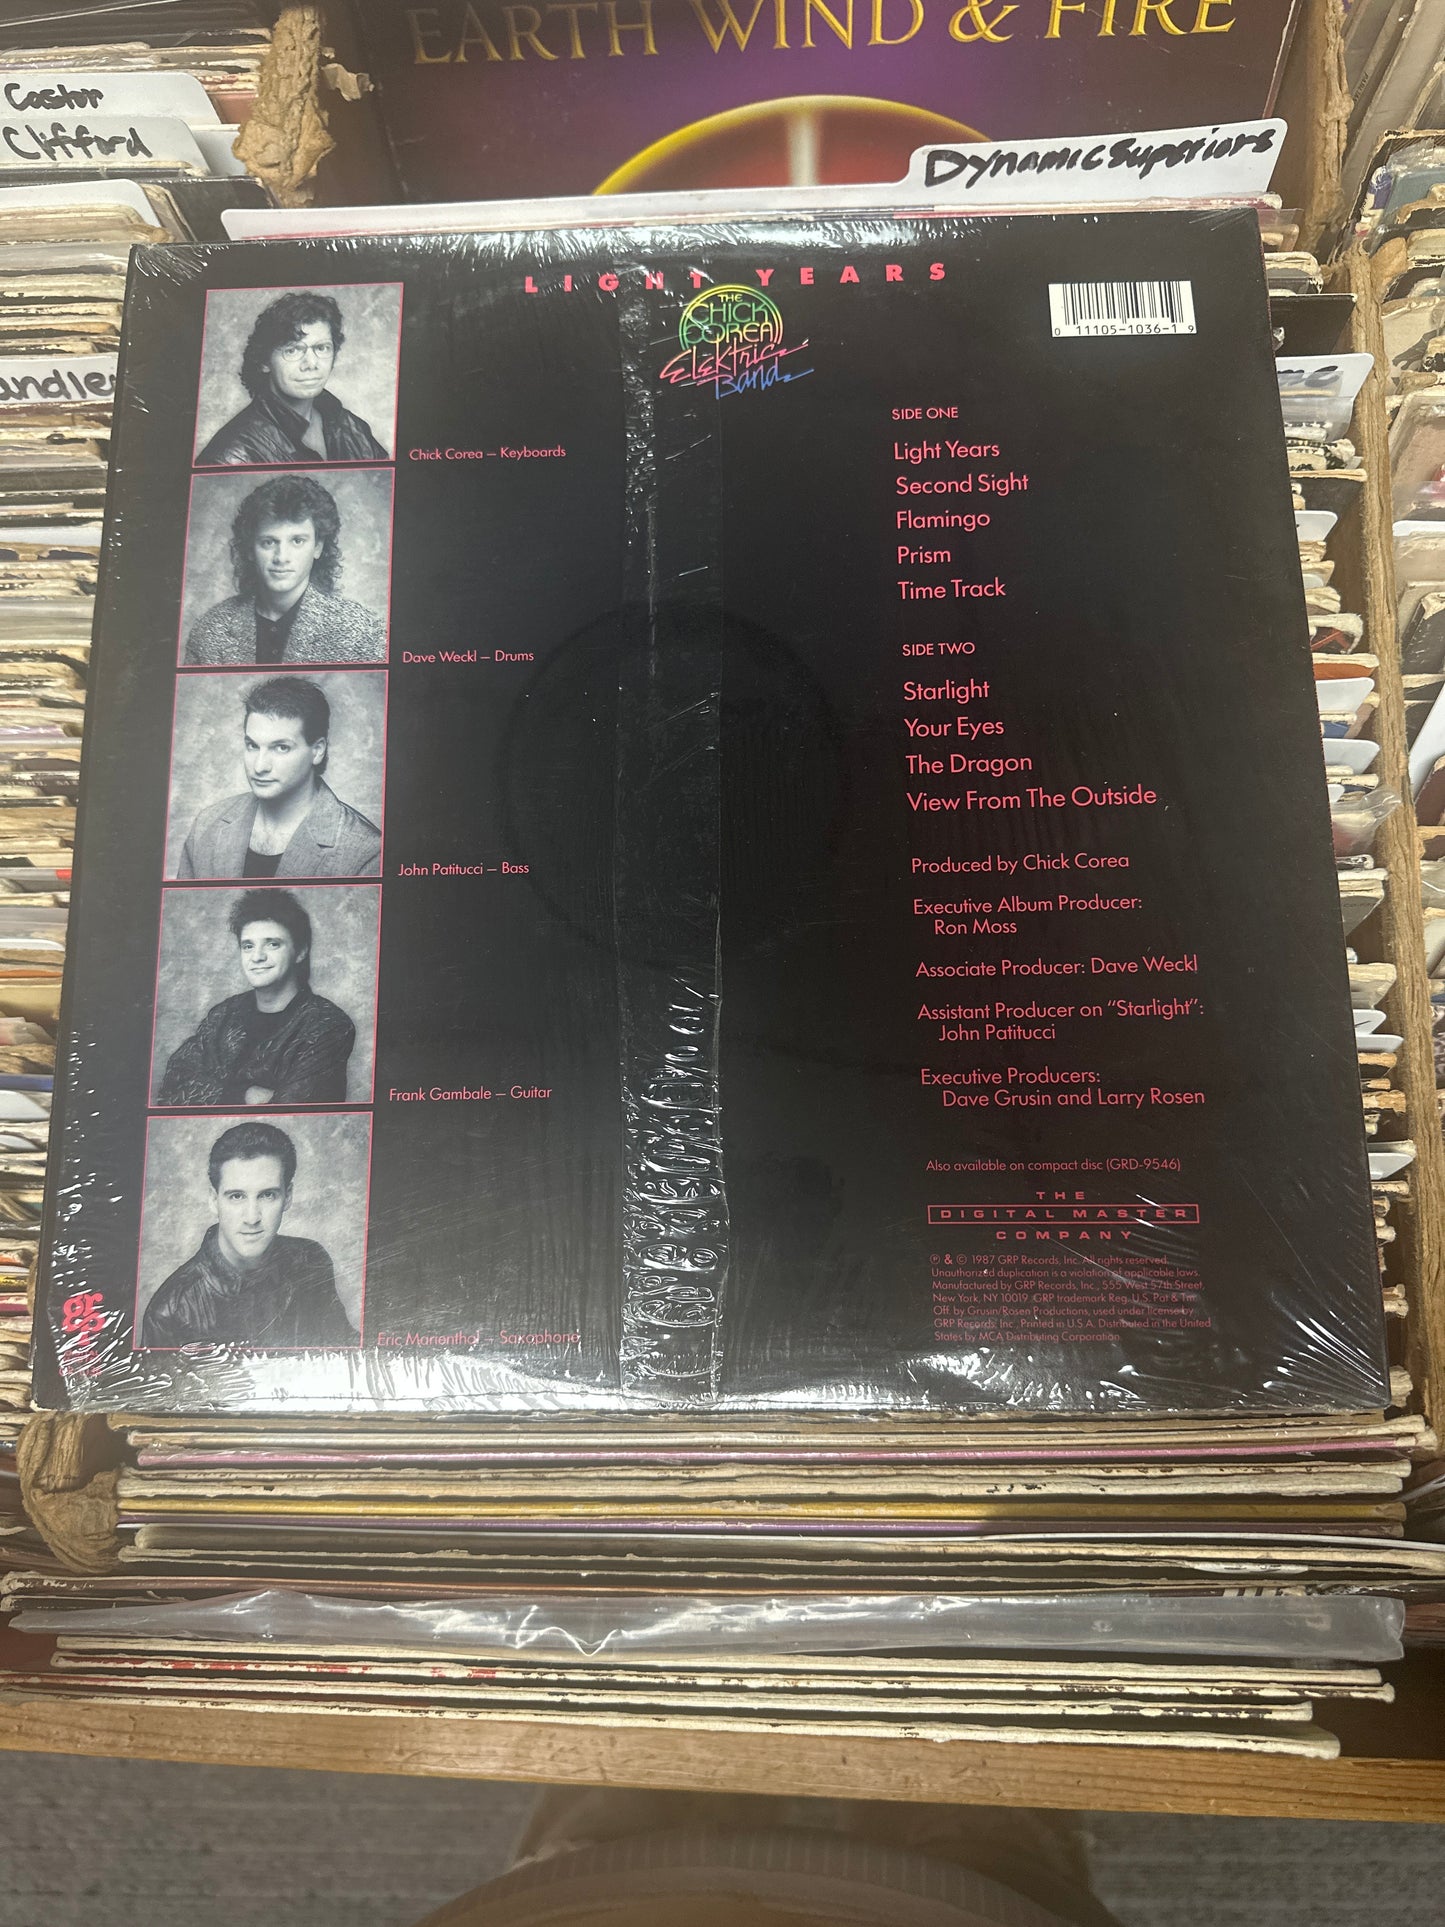 EARTH WIND & FIRE
Castor
Clifford
Dynamic Superiors
LIGHT YEARS
THE
CHICK
COREA
Elektric
Band
0 11105-1036-1 9
Chick Corea — Keyboards
Dave Weckl — Drums
John Patitucci — Bass
Frank Gambale — Guitar
Eric Marienthal — Saxophone
SIDE ONE
Light Years
Second Sight
Flamingo
Prism
Time Track
SIDE TWO
Starlight
Your Eyes
The Dragon
View From The Outside
Produced by Chick Corea
Executive Album Producer:
Ron Moss
Associate Producer: Dave Weckl
Assistant Producer on “Starlight”:
John Patitucci
Executive Producers:
Dave Grusin and Larry Rosen
Also available on compact disc (GRD-9546)
THE
DIGITAL MASTER
COMPANY
℗ & © 1987 GRP Records, Inc. All rights reserved.
Unauthorized duplication is a violation of applicable laws.
Manufactured by GRP Records, Inc., 555 West 57th Street,
New York, NY 10019. GRP trademark Reg. U.S. Pat & Tm.
Off. by Grusin/Rosen Productions, used under license by
GRP Records, Inc. Printed in U.S.A. Distributed in the United
States by MCA Distributing Corporation.